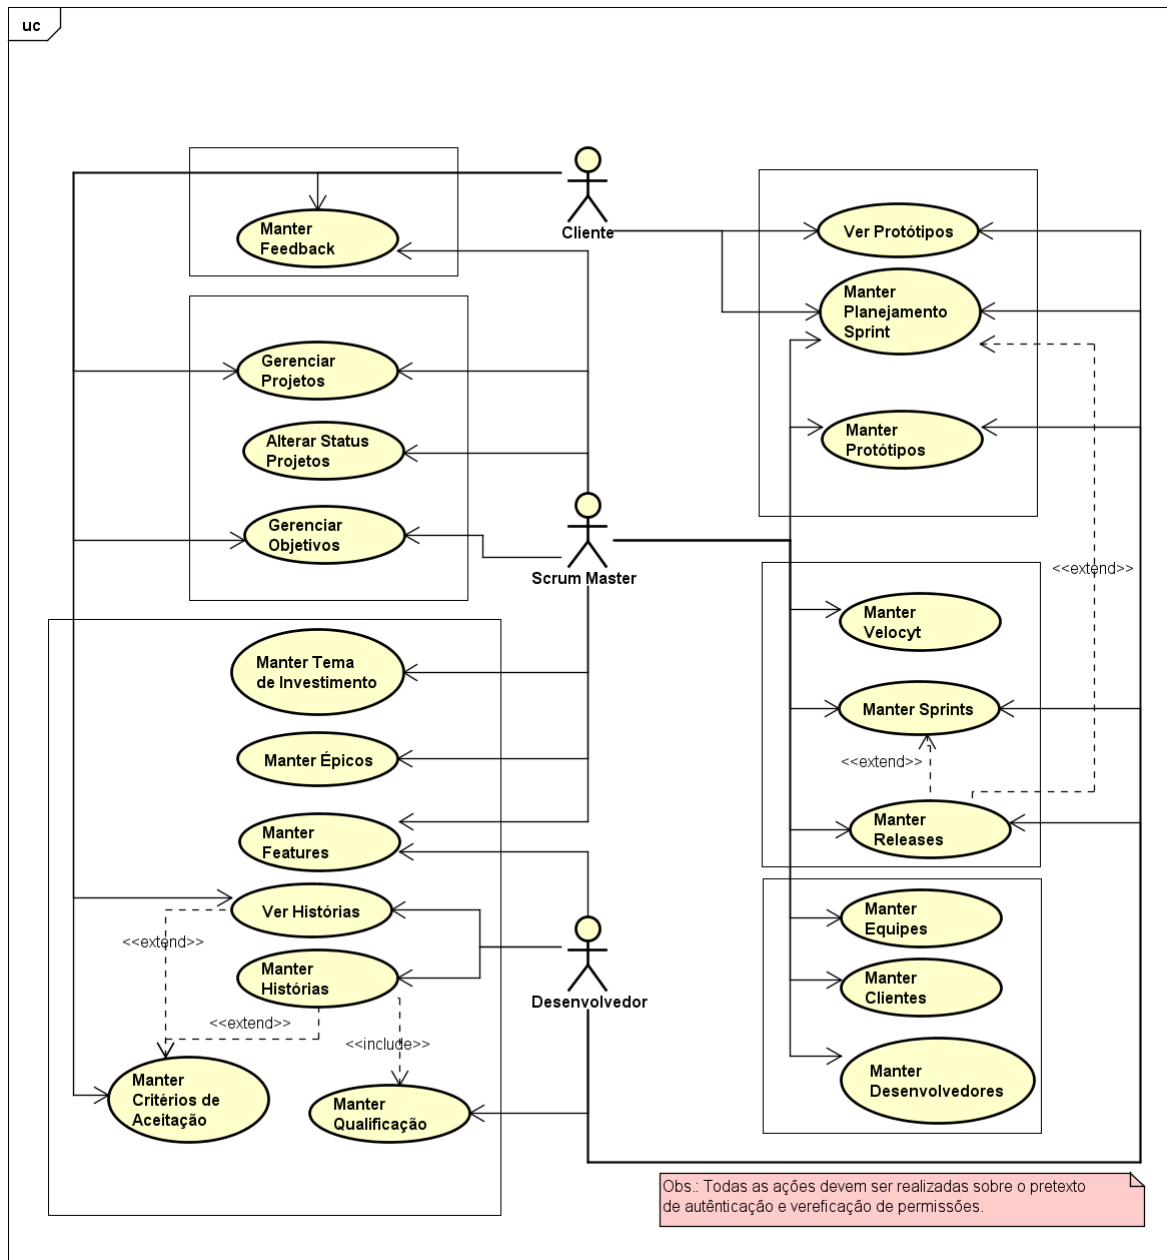 uc
Cliente
Manter
Feedback
Gerenciar
Projetos
Alterar Status
Projetos
Gerenciar
Objetivos
Scrum Master
Manter Tema
de Investimento
Manter Épicos
Manter
Features
Ver Histórias
<<extend>>
Manter
Histórias
<<extend>>
<<include>>
Manter
Critérios de
Aceitação
Manter
Qualificação
Desenvolvedor
Ver Protótipos
Manter
Planejamento
Sprint
Manter
Protótipos
<<extend>>
Manter
Velocyt
Manter Sprints
<<extend>>
Manter
Releases
Manter
Equipes
Manter
Clientes
Manter
Desenvolvedores
Obs.: Todas as ações devem ser realizadas sobre o pretexto
de autênticação e vereficação de permissões.